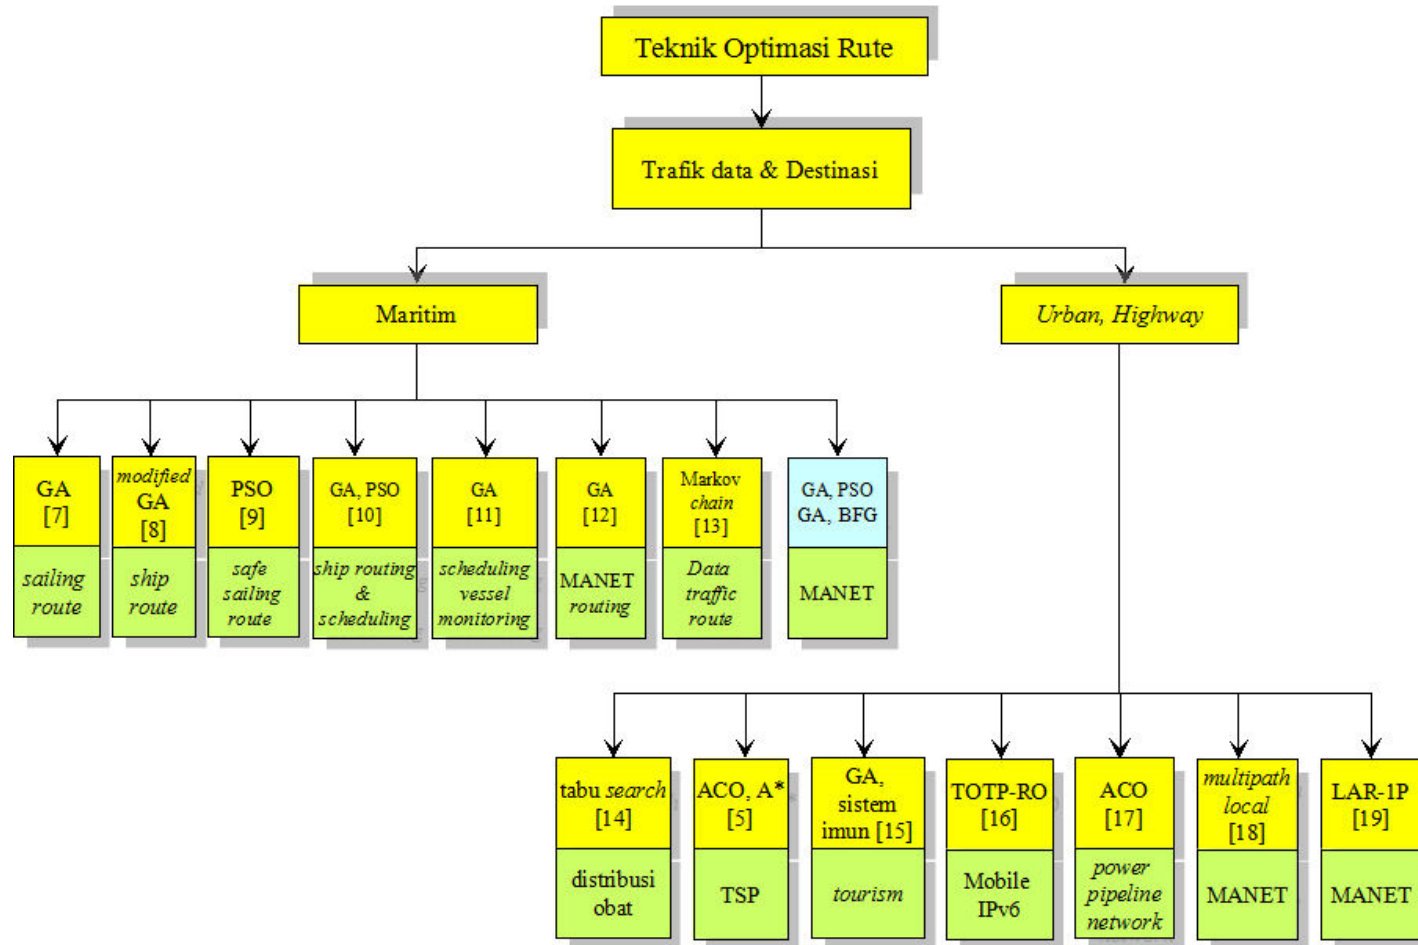 Teknik Optimasi Rute
Trafik data & Destinasi
Maritim
Urban, Highway
GA
[7]
sailing
route
modified
GA
[8]
ship
route
PSO
[9]
safe
sailing
route
GA, PSO
[10]
ship routing
&
scheduling
GA
[11]
scheduling
vessel
monitoring
GA
[12]
MANET
routing
Markov
chain
[13]
Data
traffic
route
GA, PSO
GA, BFG
MANET
tabu search
[14]
distribusi
obat
ACO, A*
[5]
TSP
GA,
sistem
imun [15]
tourism
TOTP-RO
[16]
Mobile
IPv6
ACO
[17]
power
pipeline
network
multipath
local
[18]
MANET
LAR-1P
[19]
MANET